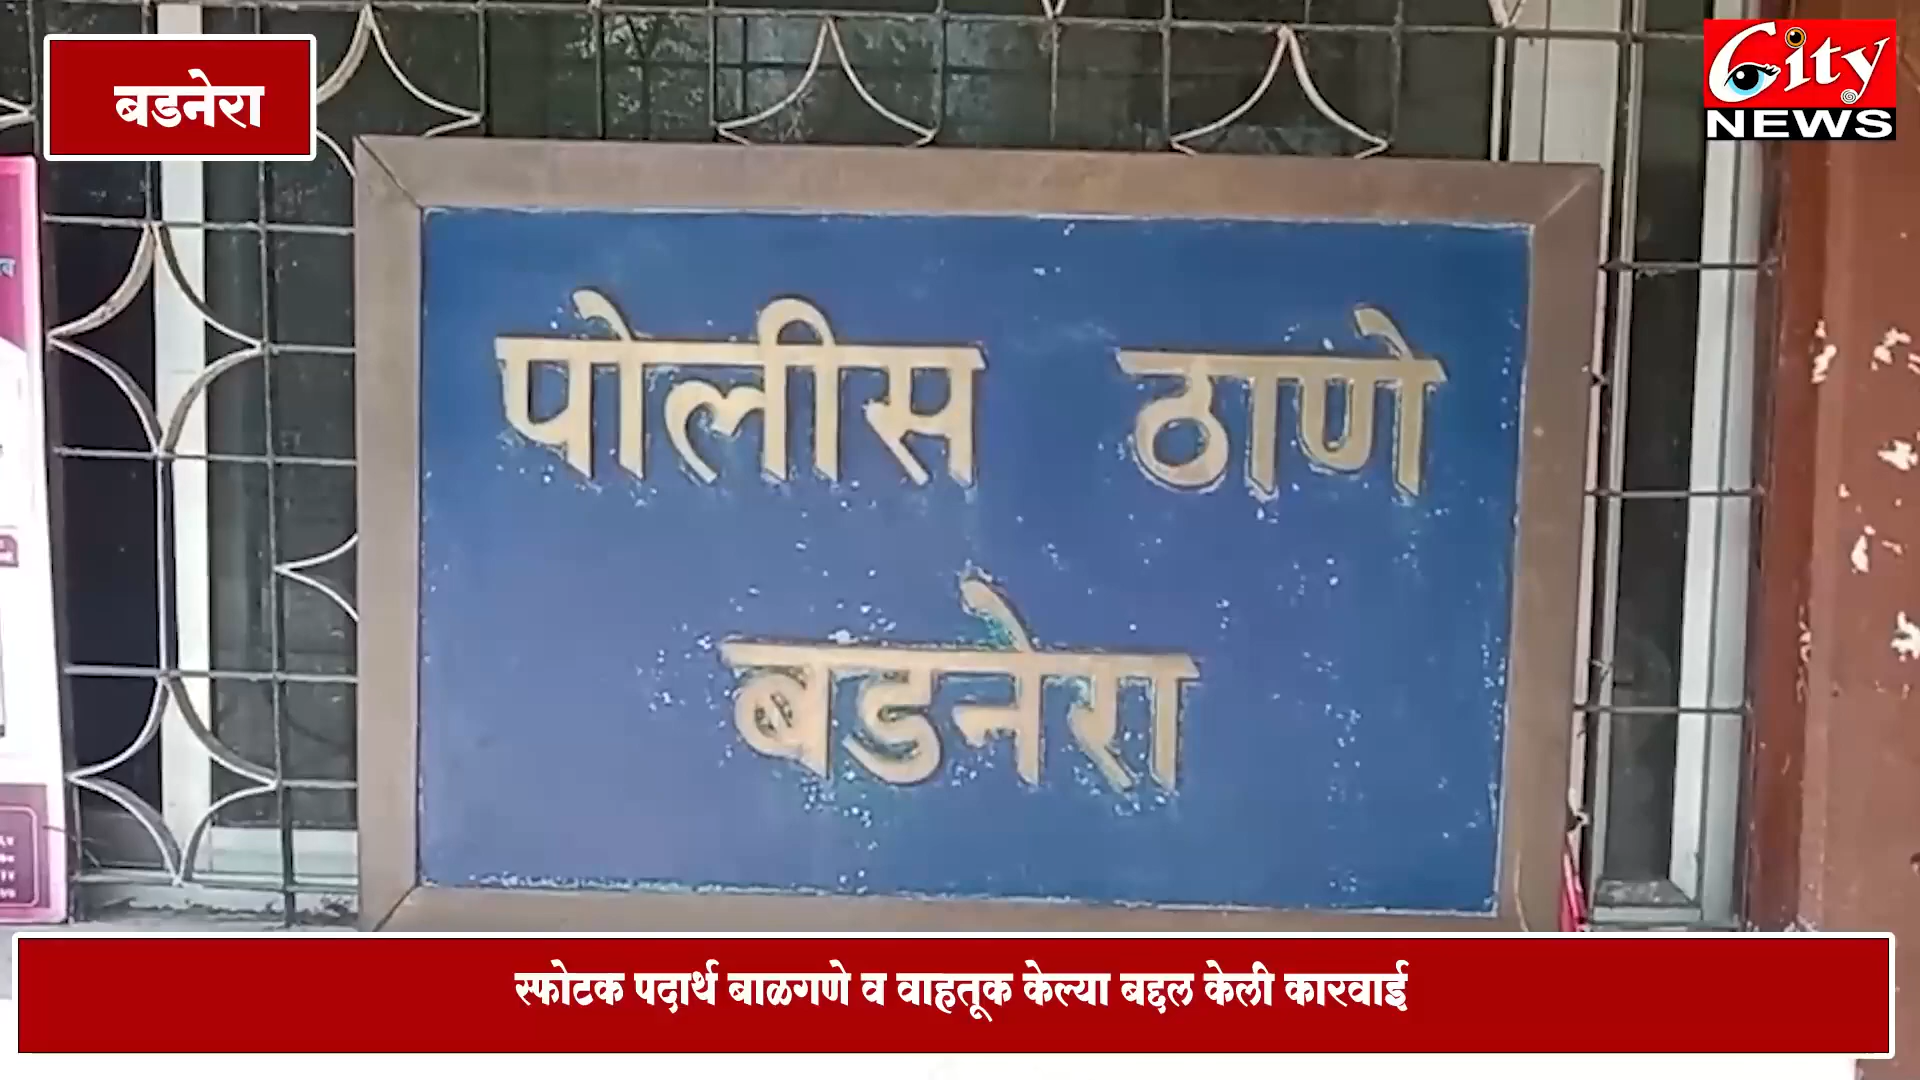 बडनेरा
City
NEWS
पोलीस ठाणे
बडनेरा
स्फोटक पदार्थ बाळगणे व वाहतूक केल्या बद्दल केली कारवाई